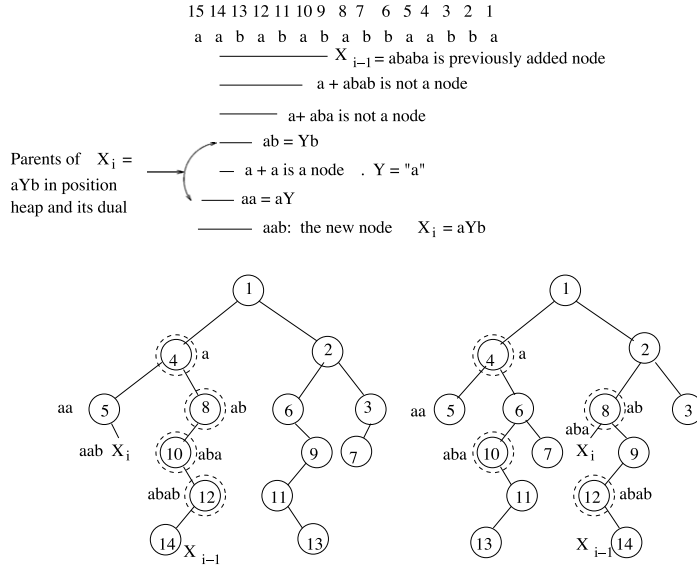 15 14 13 12 11 10 9 8 7 6 5 4 3 2 1
a a b a b a b a b b a a b b a
X i–1 = ababa is previously added node
a + abab is not a node
a+ aba is not a node
ab = Yb
Parents of X i =
aYb in position
heap and its dual
a + a is a node . Y = "a"
aa = aY
aab: the new node X i = aYb
1
4 a
2
aa 5
8 ab
6
3
aab X i
10 aba
9
7
abab 12
11
14 X i–1
13
1
4 a
2
aa 5
6
8 ab
3
aba
aba 10
7
X i
9
11
12 abab
13
X i–1 14